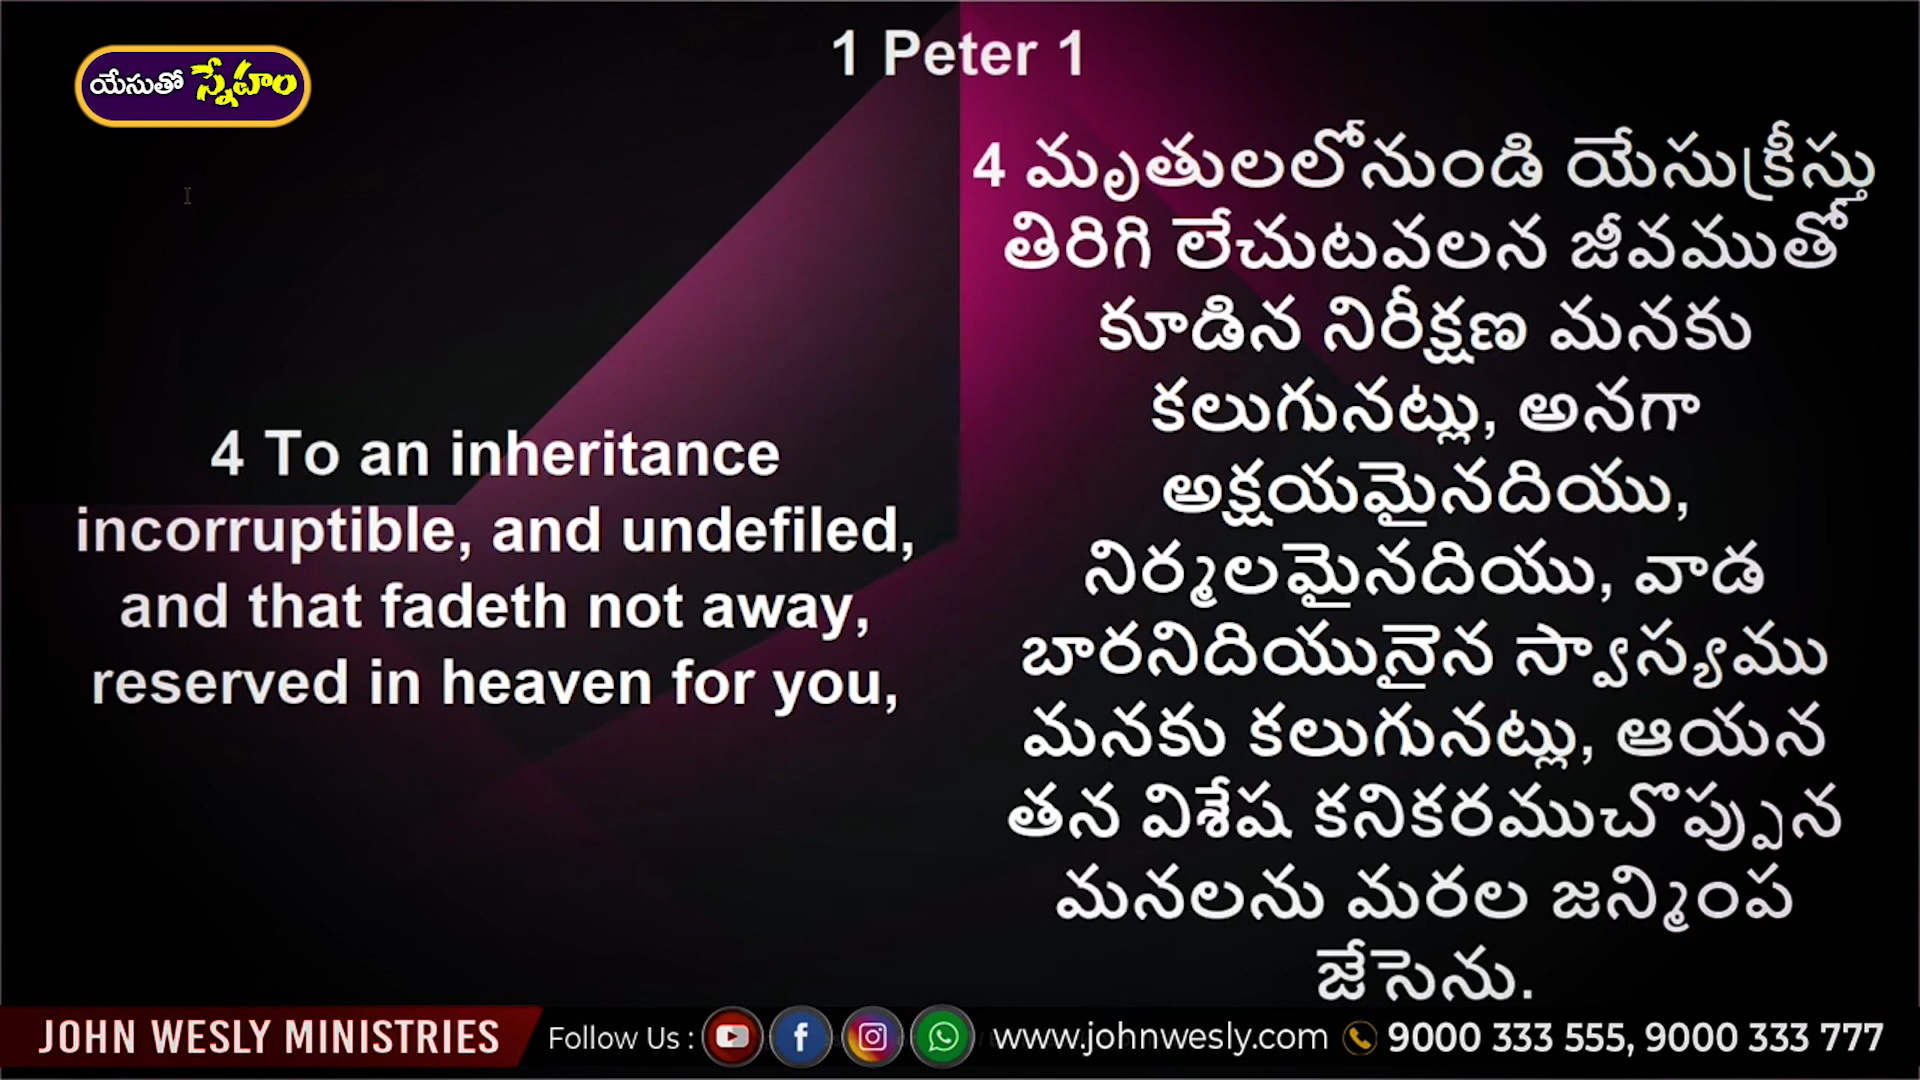 యేసుతో స్నేహం
1 Peter 1
4 To an inheritance
incorruptible, and undefiled,
and that fadeth not away,
reserved in heaven for you,
4 మృతులలోనుండి యేసుక్రీస్తు
తిరిగి లేచుటవలన జీవముతో
కూడిన నిరీక్షణ మనకు
కలుగునట్లు, అనగా
అక్షయమైనదియు,
నిర్మలమైనదియు, వాడ
బారనిదియునైన స్వాస్యము
మనకు కలుగునట్లు, ఆయన
తన విశేష కనికరముచొప్పున
మనలను మరల జన్మింప
జేసెను.
JOHN WESLY MINISTRIES Follow Us : www.johnwesly.com 9000 333 555, 9000 333 777